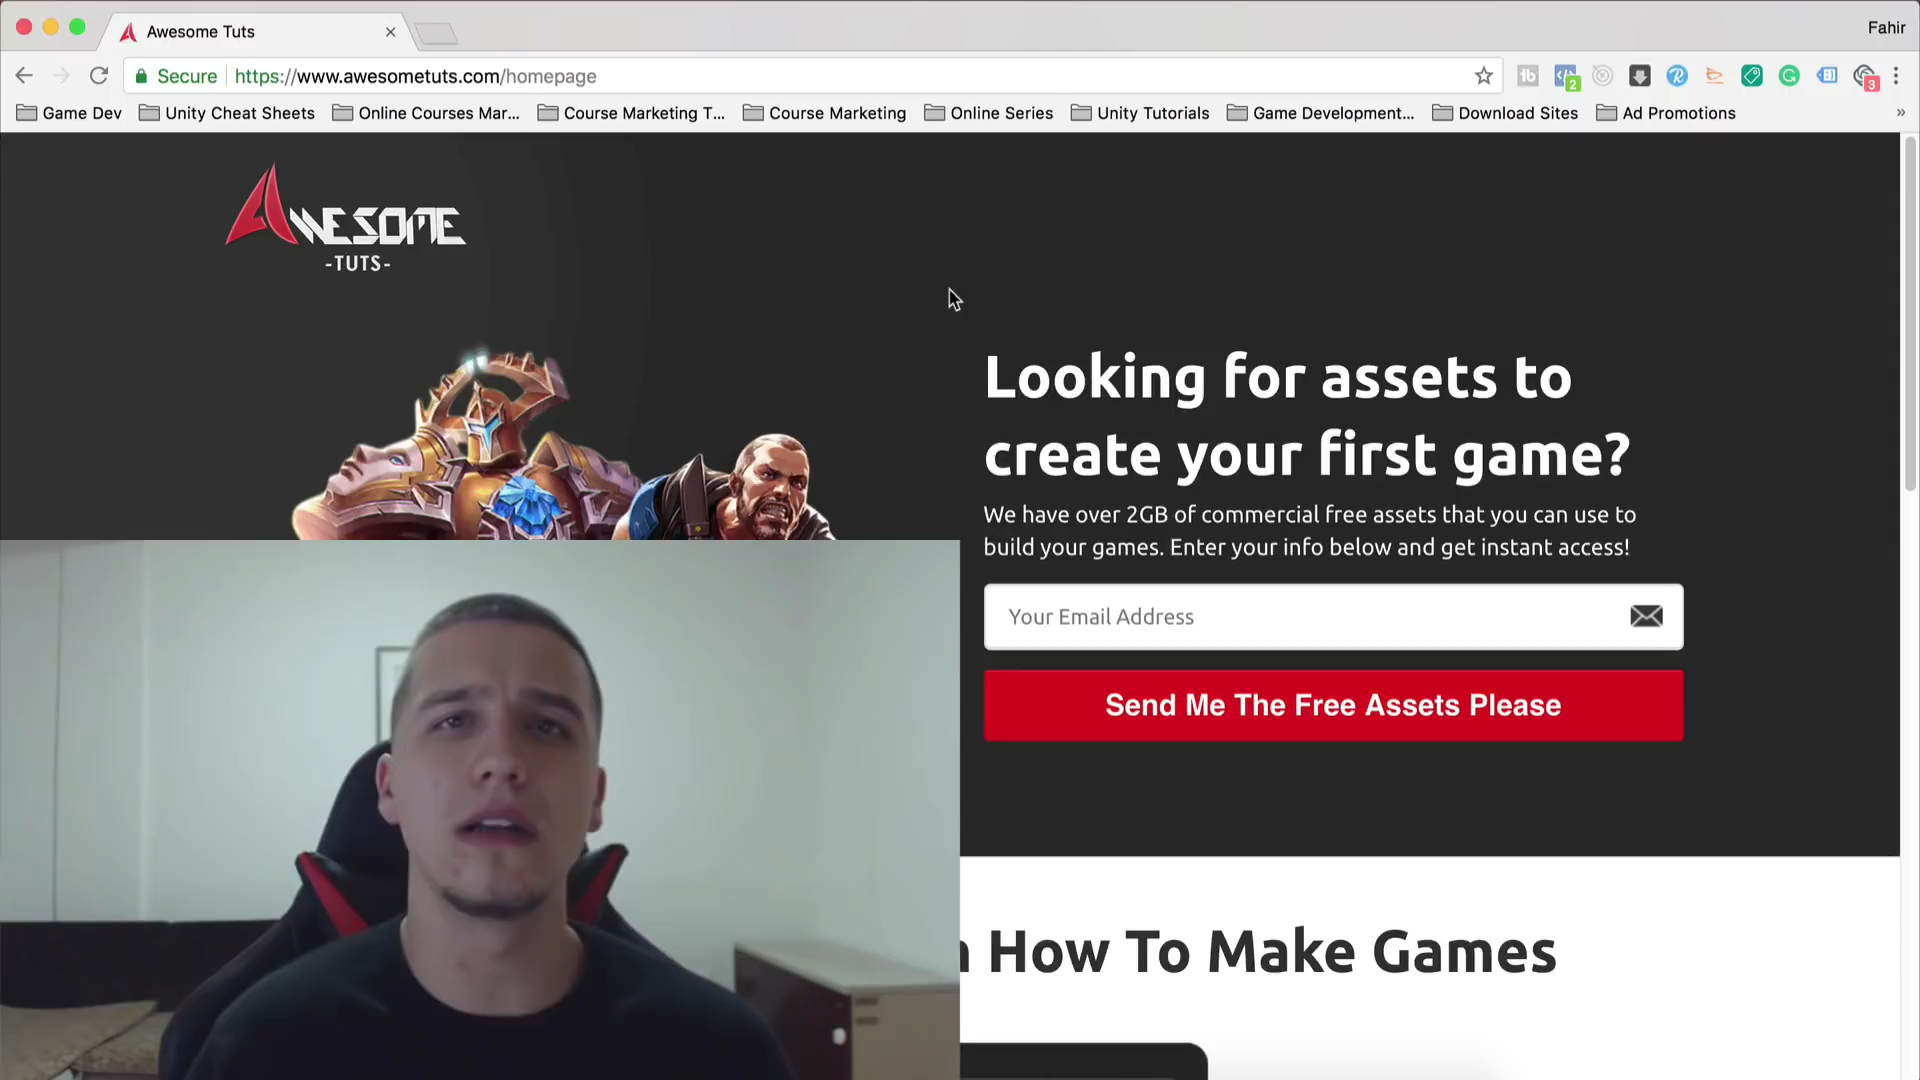 Awesome Tuts
Fahir
Secure https://www.awesometuts.com/homepage
2
3
Game Dev Unity Cheat Sheets Online Courses Mar... Course Marketing T... Course Marketing Online Series Unity Tutorials Game Development... Download Sites Ad Promotions »
AWESOME
-TUTS-
Looking for assets to
create your first game?
We have over 2GB of commercial free assets that you can use to
build your games. Enter your info below and get instant access!
Your Email Address
Send Me The Free Assets Please
How To Make Games